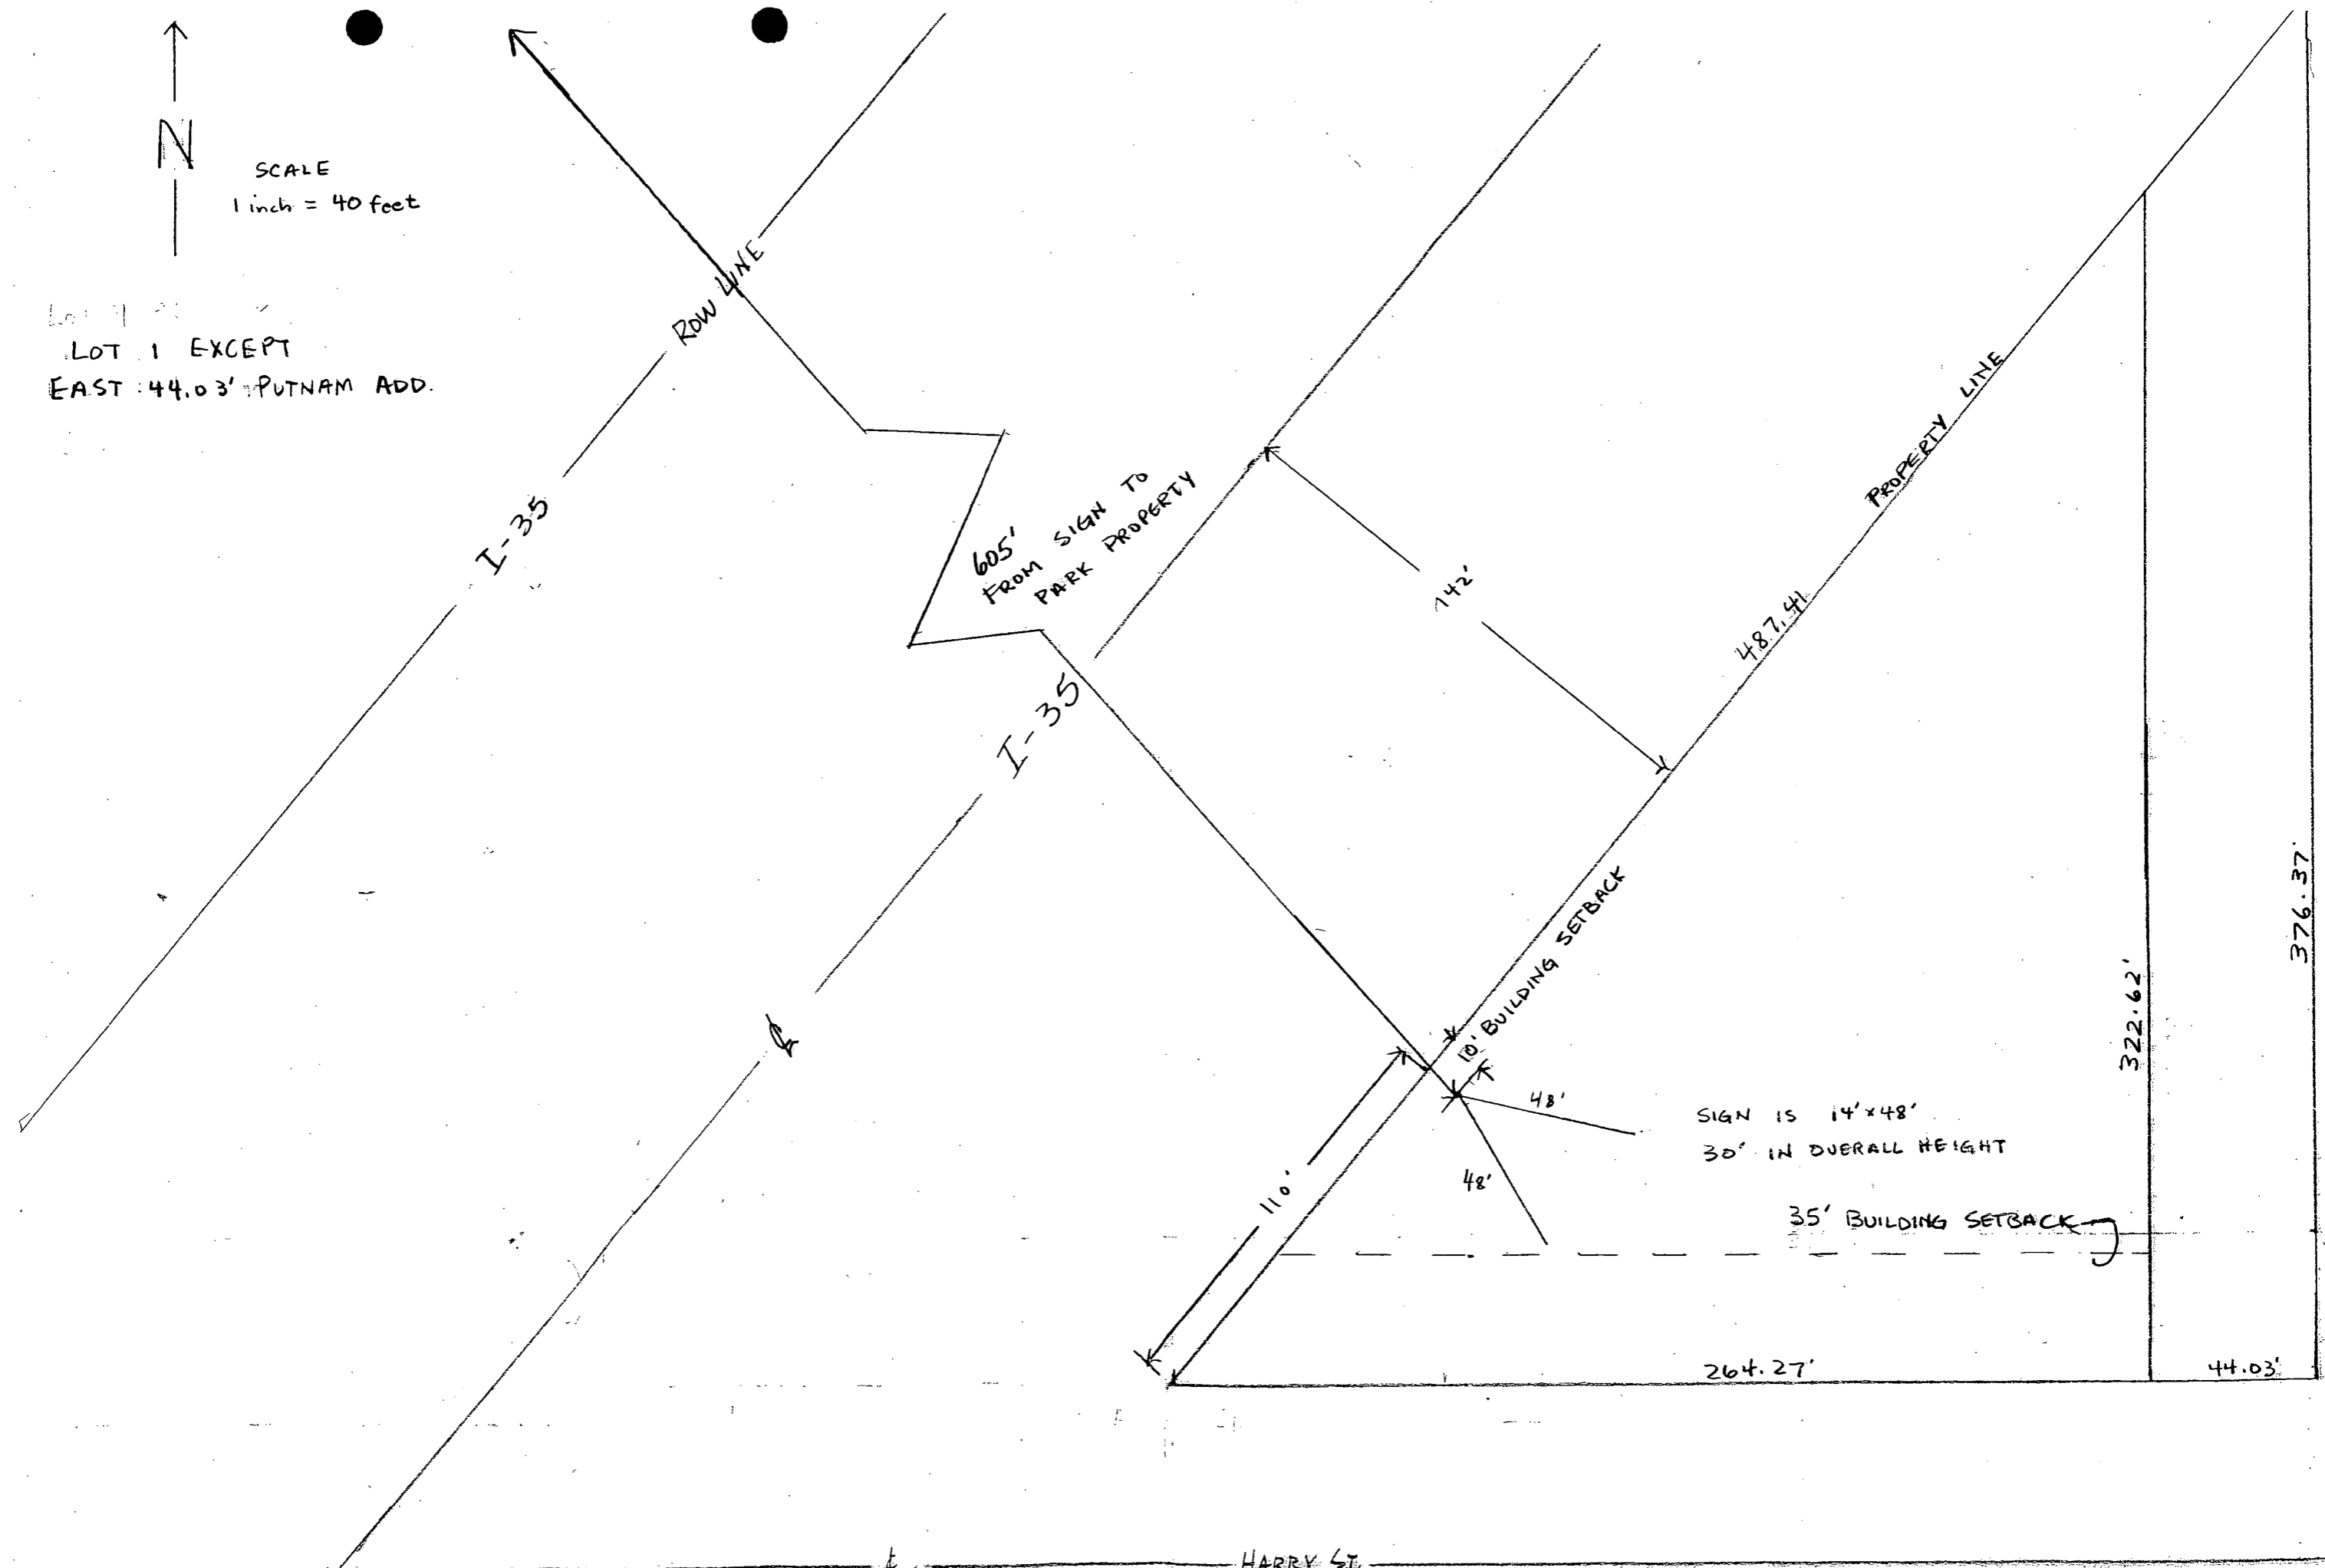 N
SCALE
1 inch = 40 feet
LOT 1 EXCEPT
EAST 44.03' PUTNAM ADD.
ROW LINE
I-35
605'
FROM SIGN TO
PARK PROPERTY
I-35
℄
142'
PROPERTY LINE
487.41
10' BUILDING SETBACK
110'
48'
48'
SIGN IS 14'x48'
30' IN OVERALL HEIGHT
35' BUILDING SETBACK
322.62'
376.37'
264.27'
44.03'
HARRY ST.